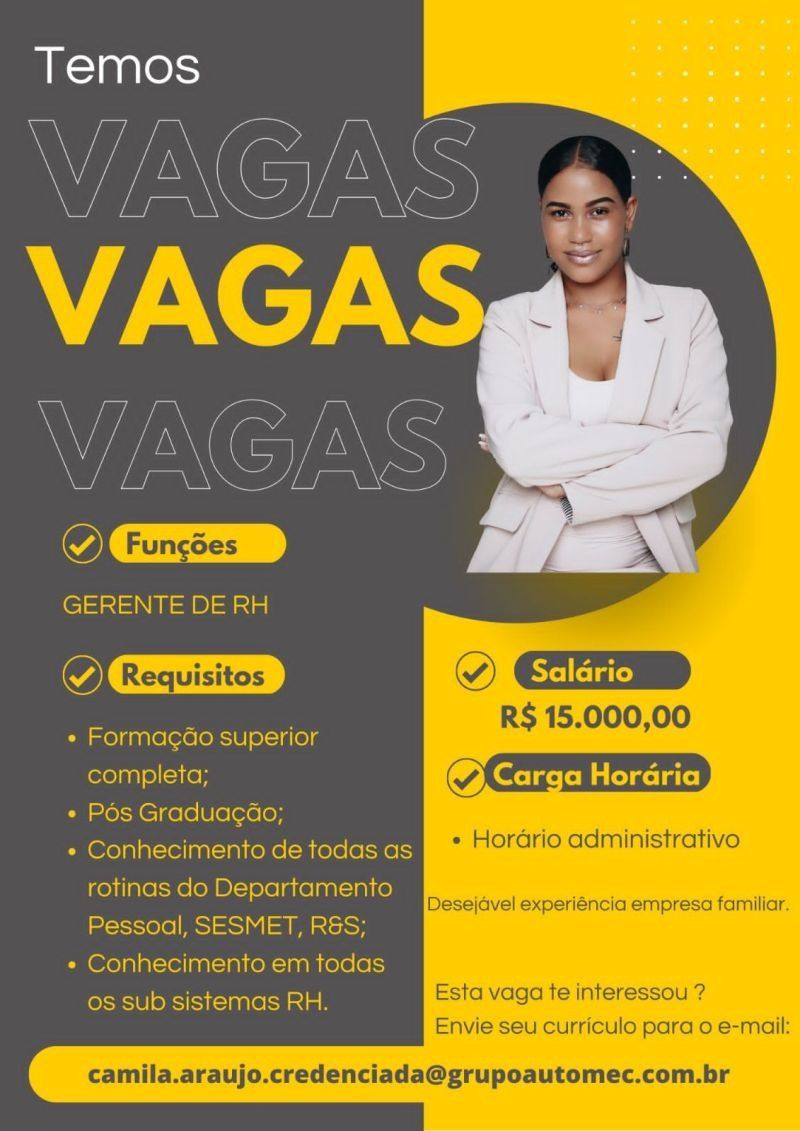 Temos
VAGAS
VAGAS
VAGAS
Funções
GERENTE DE RH
Requisitos
• Formação superior
completa;
• Pós Graduação;
• Conhecimento de todas as
rotinas do Departamento
Pessoal, SESMET, R&S;
• Conhecimento em todas
os sub sistemas RH.
Salário
R$ 15.000,00
Carga Horária
• Horário administrativo
Desejável experiência empresa familiar.
Esta vaga te interessou ?
Envie seu currículo para o e-mail:
camila.araujo.credenciada@grupoautomec.com.br